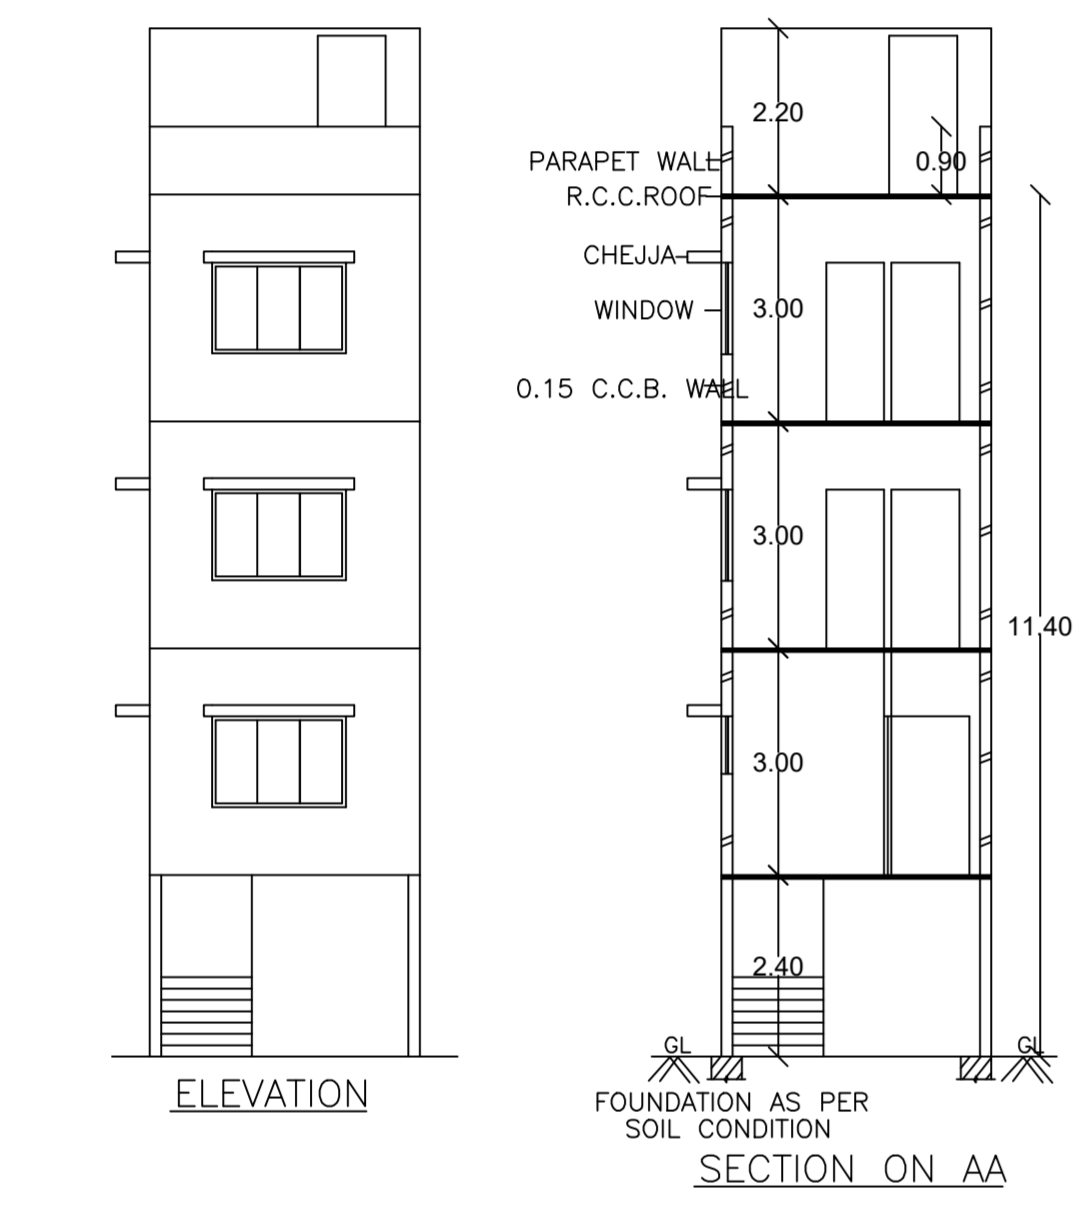 2.20
PARAPET WALL
0.90
R.C.C.ROOF
CHEJJA
WINDOW
3.00
0.15 C.C.B. WALL
3.00
11.40
3.00
2.40
GL
GL
FOUNDATION AS PER
SOIL CONDITION
ELEVATION
SECTION ON AA